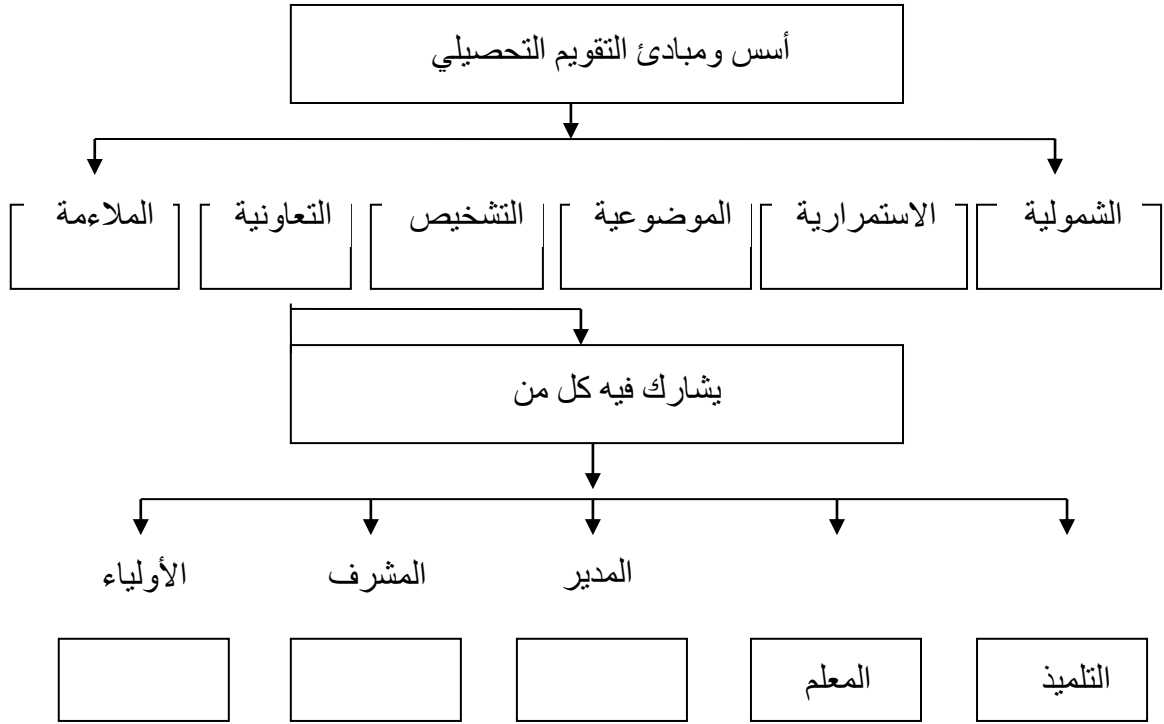 أسس ومبادئ التقويم التحصيلي
الشمولية
الاستمرارية
الموضوعية
التشخيص
التعاونية
الملاءمة
يشارك فيه كل من
المدير
المشرف
الأولياء
التلميذ
المعلم